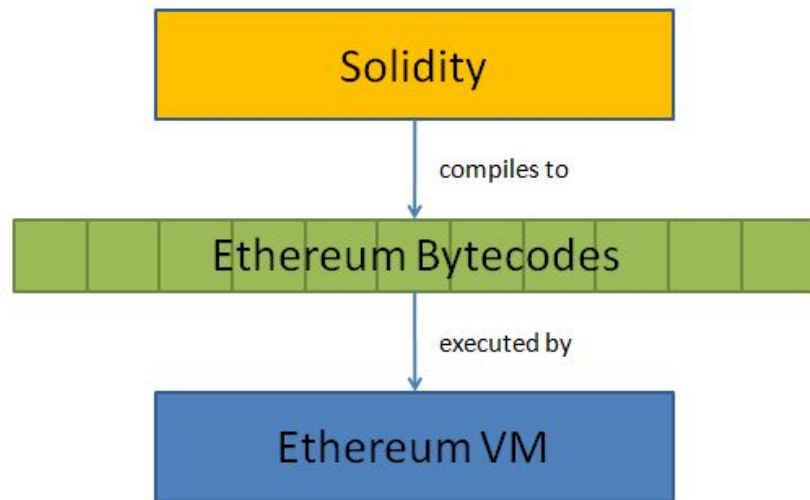 Solidity
compiles to
Ethereum Bytecodes
executed by
Ethereum VM